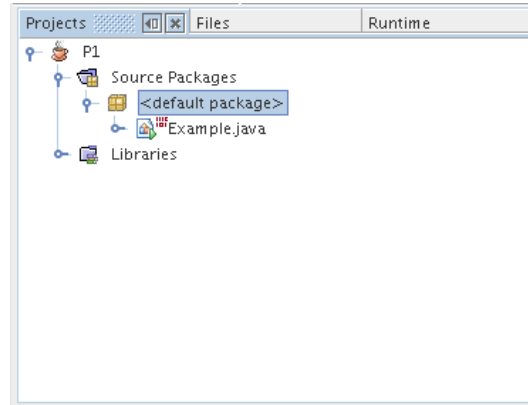 Projects Files Runtime
P1
Source Packages
<default package>
Example.java
Libraries